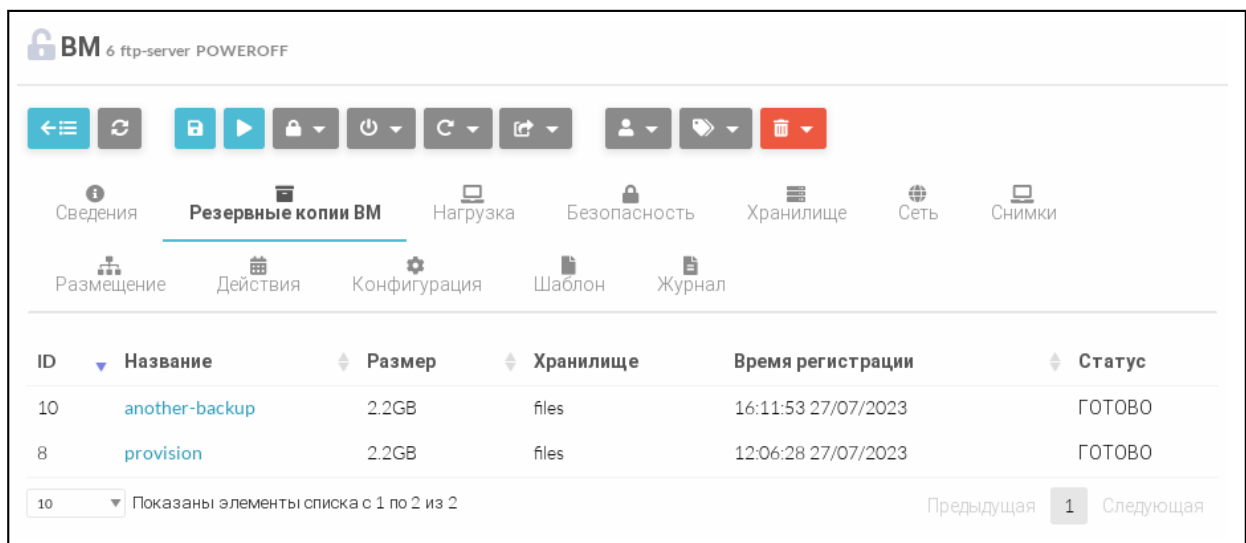 ВМ 6 ftp-server POWEROFF
Сведения Резервные копии ВМ Нагрузка Безопасность Хранилище Сеть Снимки
Размещение Действия Конфигурация Шаблон Журнал
ID Название Размер Хранилище Время регистрации Статус
10 another-backup 2.2GB files 16:11:53 27/07/2023 ГОТОВО
8 provision 2.2GB files 12:06:28 27/07/2023 ГОТОВО
10 Показаны элементы списка с 1 по 2 из 2 Предыдущая 1 Следующая